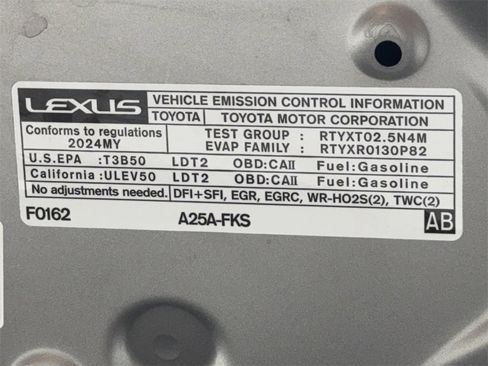 LEXUS VEHICLE EMISSION CONTROL INFORMATION
TOYOTA TOYOTA MOTOR CORPORATION
Conforms to regulations TEST GROUP : RTYXT02.5N4M
2024MY EVAP FAMILY : RTYXR0130P82
U.S.EPA :T3B50 LDT2 OBD:CAII Fuel:Gasoline
California:ULEV50 LDT2 OBD:CAII Fuel:Gasoline
No adjustments needed. DFI+SFI, EGR, EGRC, WR-HO2S(2), TWC(2)
F0162 A25A-FKS AB